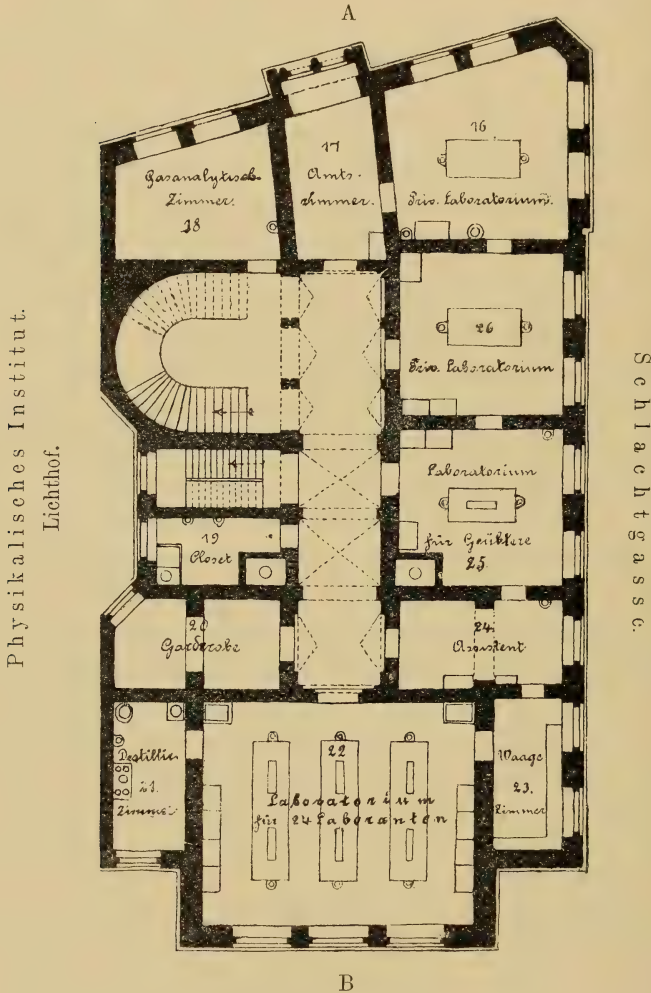 A
16
Priv. Laboratorium.
17
Amts-
zimmer.
Gasanalytisch.
Zimmer.
18
26
Priv. Laboratorium
Physikalisches Institut.
Lichthof.
Schlachtgasse.
Laboratorium
für Geübtere
25.
19
Closet
20
Garderobe
24.
Assistent
Destillir
21.
Zimmer
22
Laboratorium
für 24 Laboranten
Waage
23.
Zimmer
B